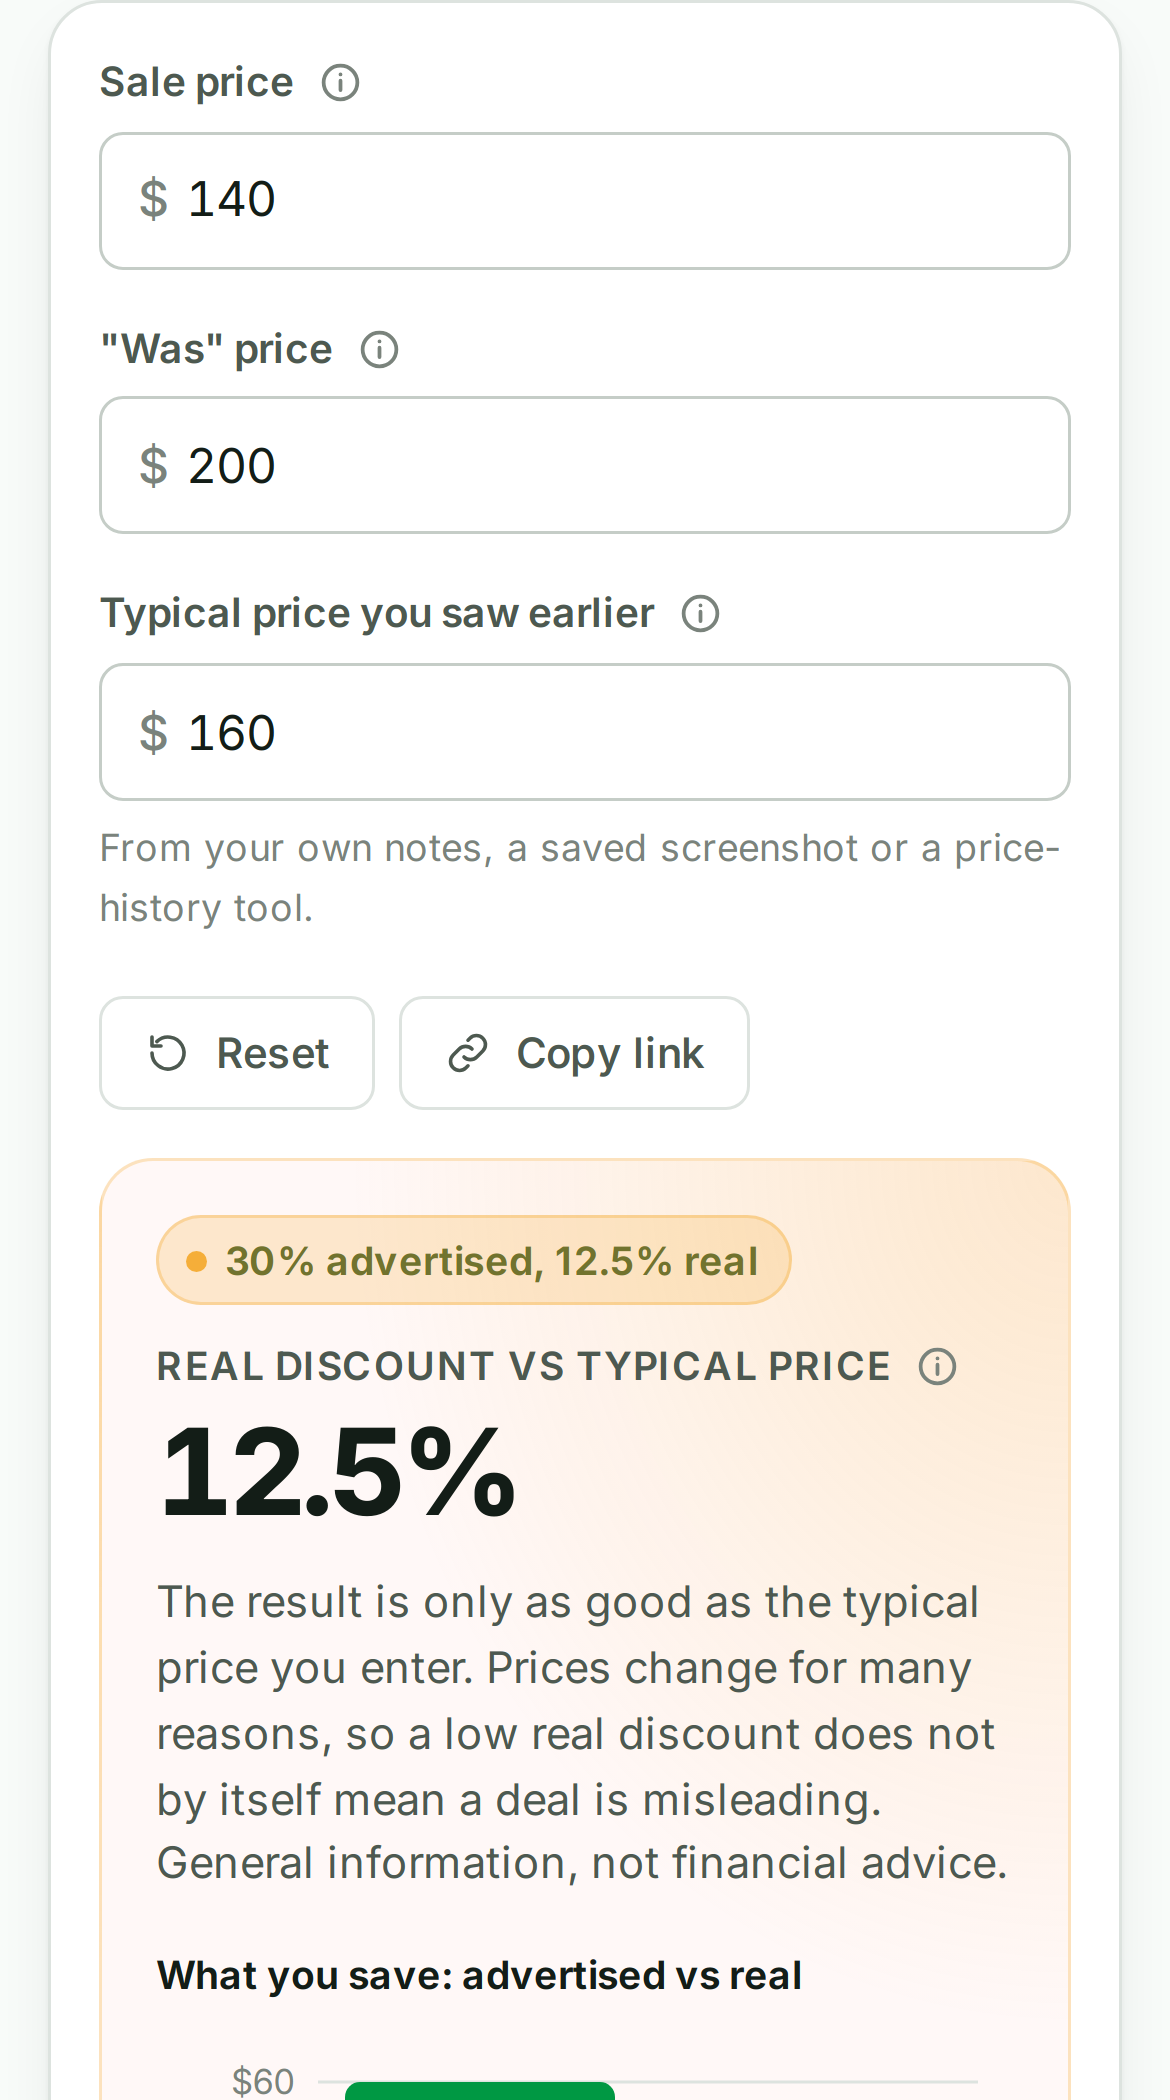 Sale price
$ 140
"Was" price
$ 200
Typical price you saw earlier
$ 160
From your own notes, a saved screenshot or a price-
history tool.
Reset
Copy link
30% advertised, 12.5% real
REAL DISCOUNT VS TYPICAL PRICE
12.5%
The result is only as good as the typical
price you enter. Prices change for many
reasons, so a low real discount does not
by itself mean a deal is misleading.
General information, not financial advice.
What you save: advertised vs real
$60